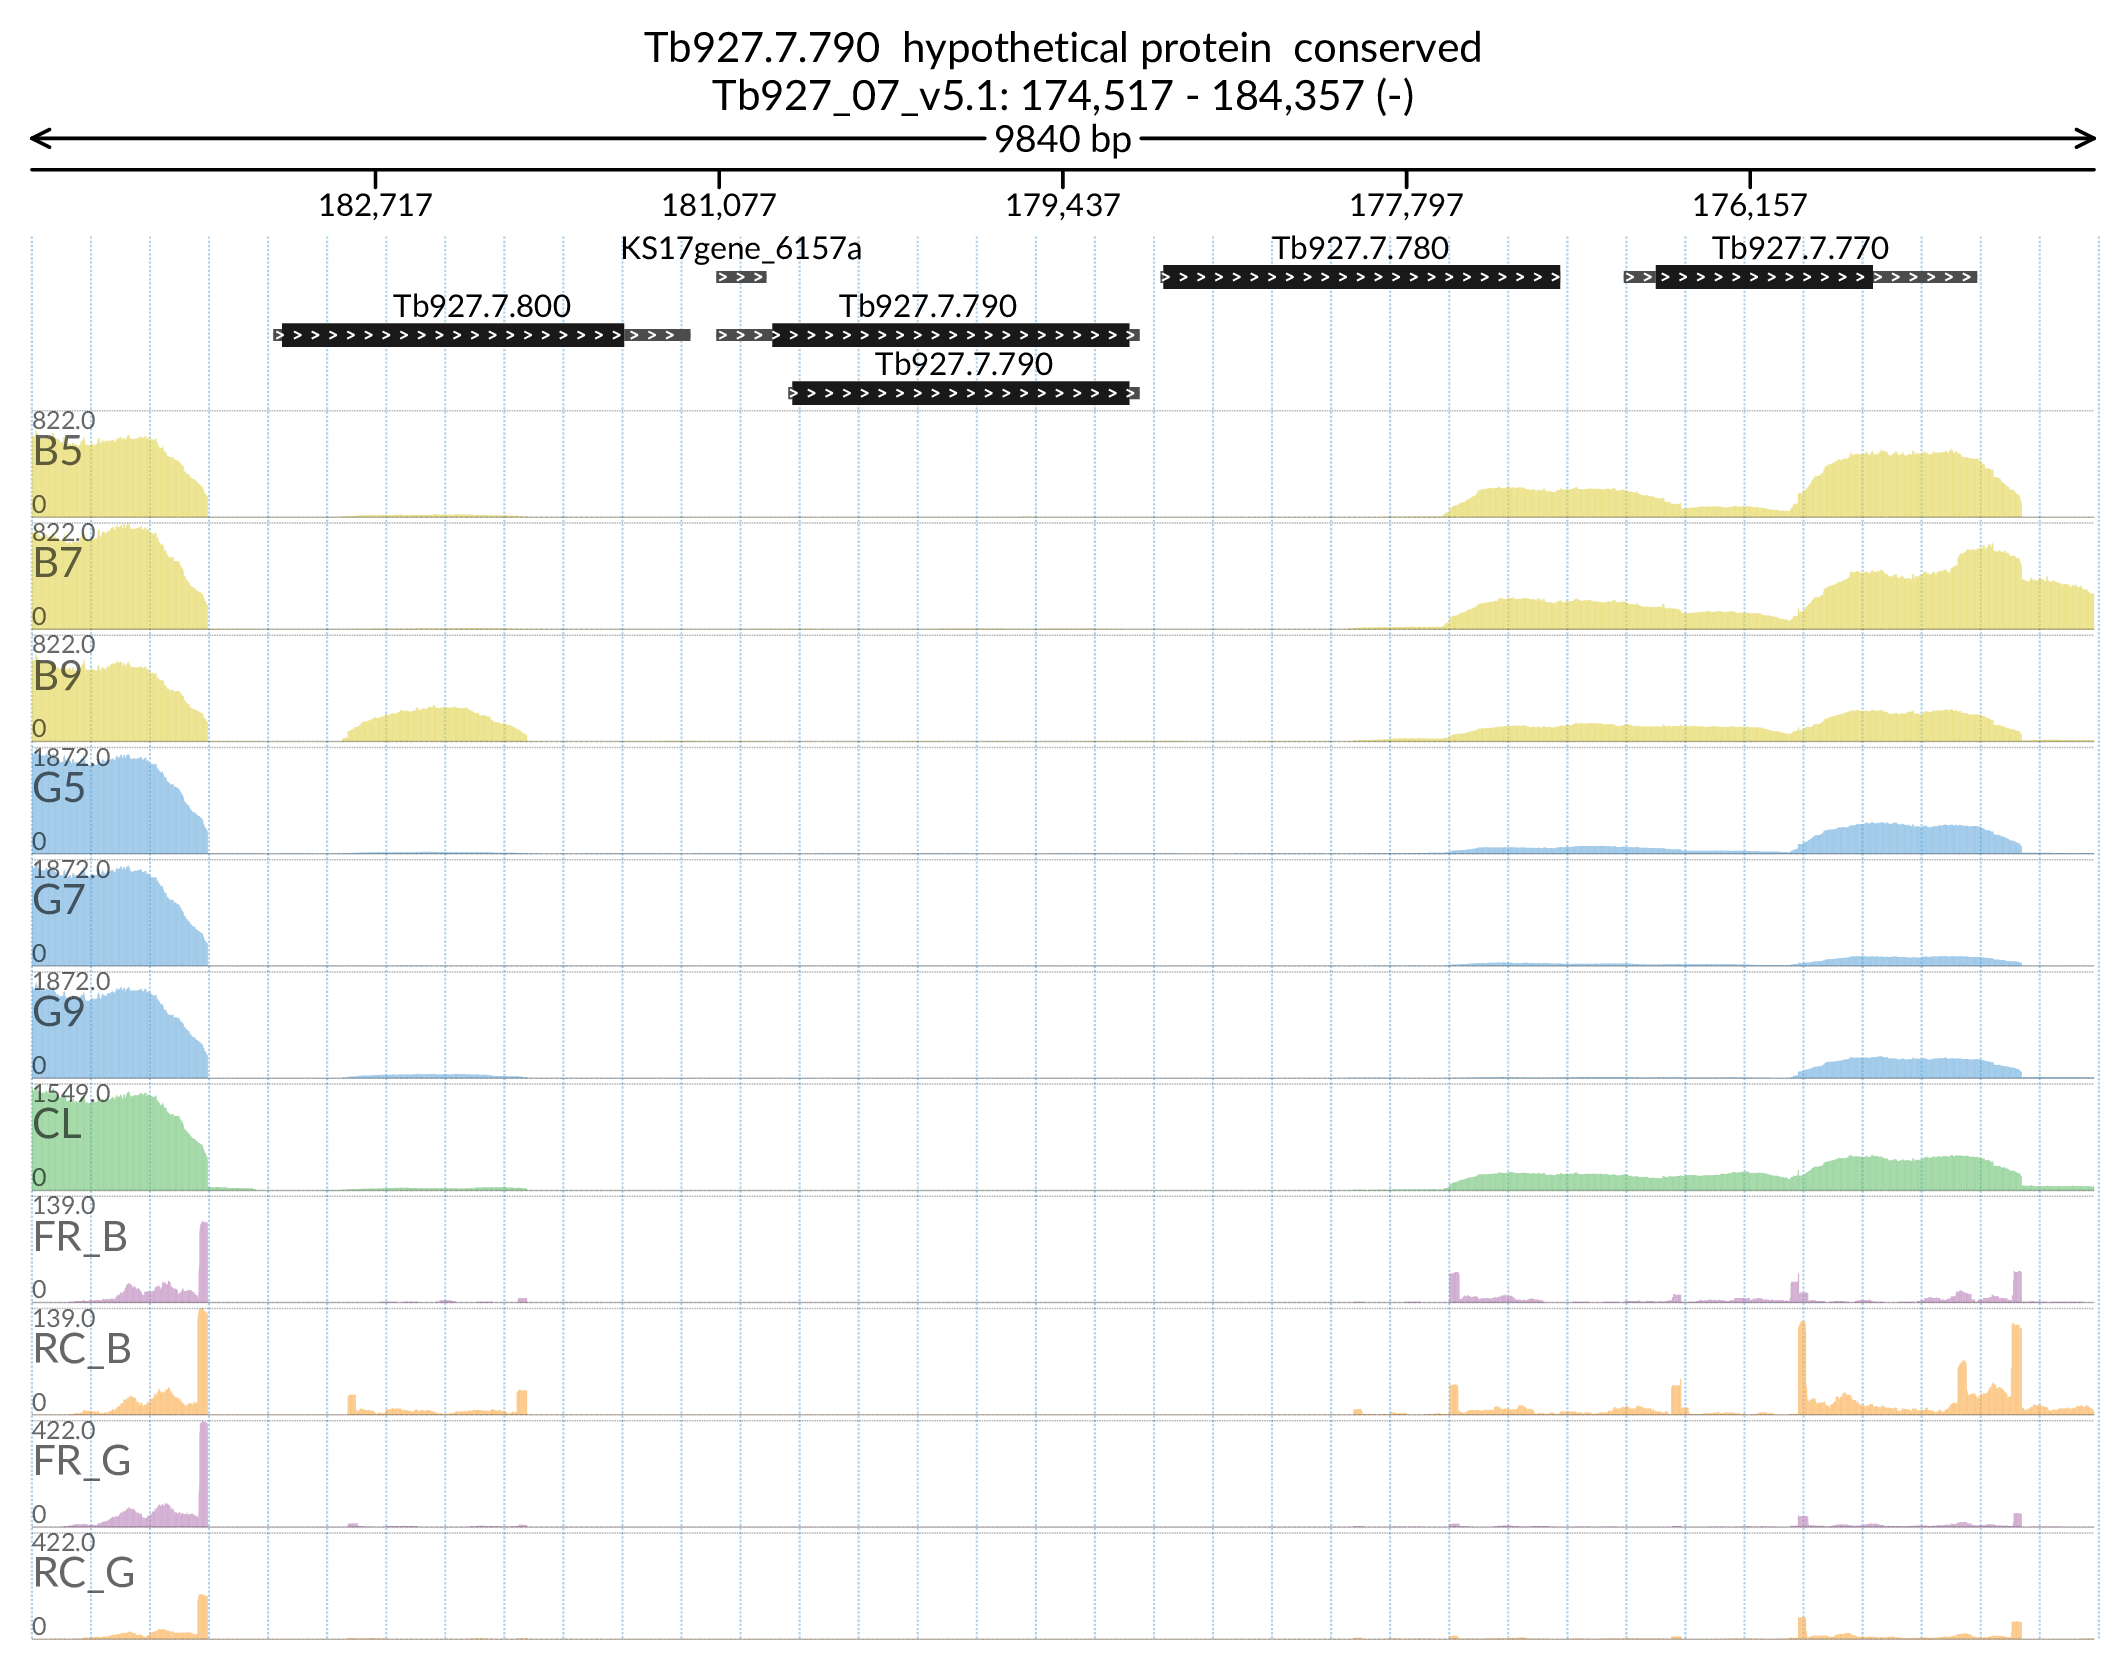 Tb927.7.790  hypothetical protein  conserved
Tb927_07_v5.1: 174,517 - 184,357 (-)
9840 bp
182,717 181,077 179,437 177,797 176,157
KS17gene_6157a Tb927.7.780 Tb927.7.770
Tb927.7.800 Tb927.7.790
Tb927.7.790
822.0
B5
0
822.0
B7
0
822.0
B9
0
1872.0
G5
0
1872.0
G7
0
1872.0
G9
0
1549.0
CL
0
139.0
FR_B
0
139.0
RC_B
0
422.0
FR_G
0
422.0
RC_G
0